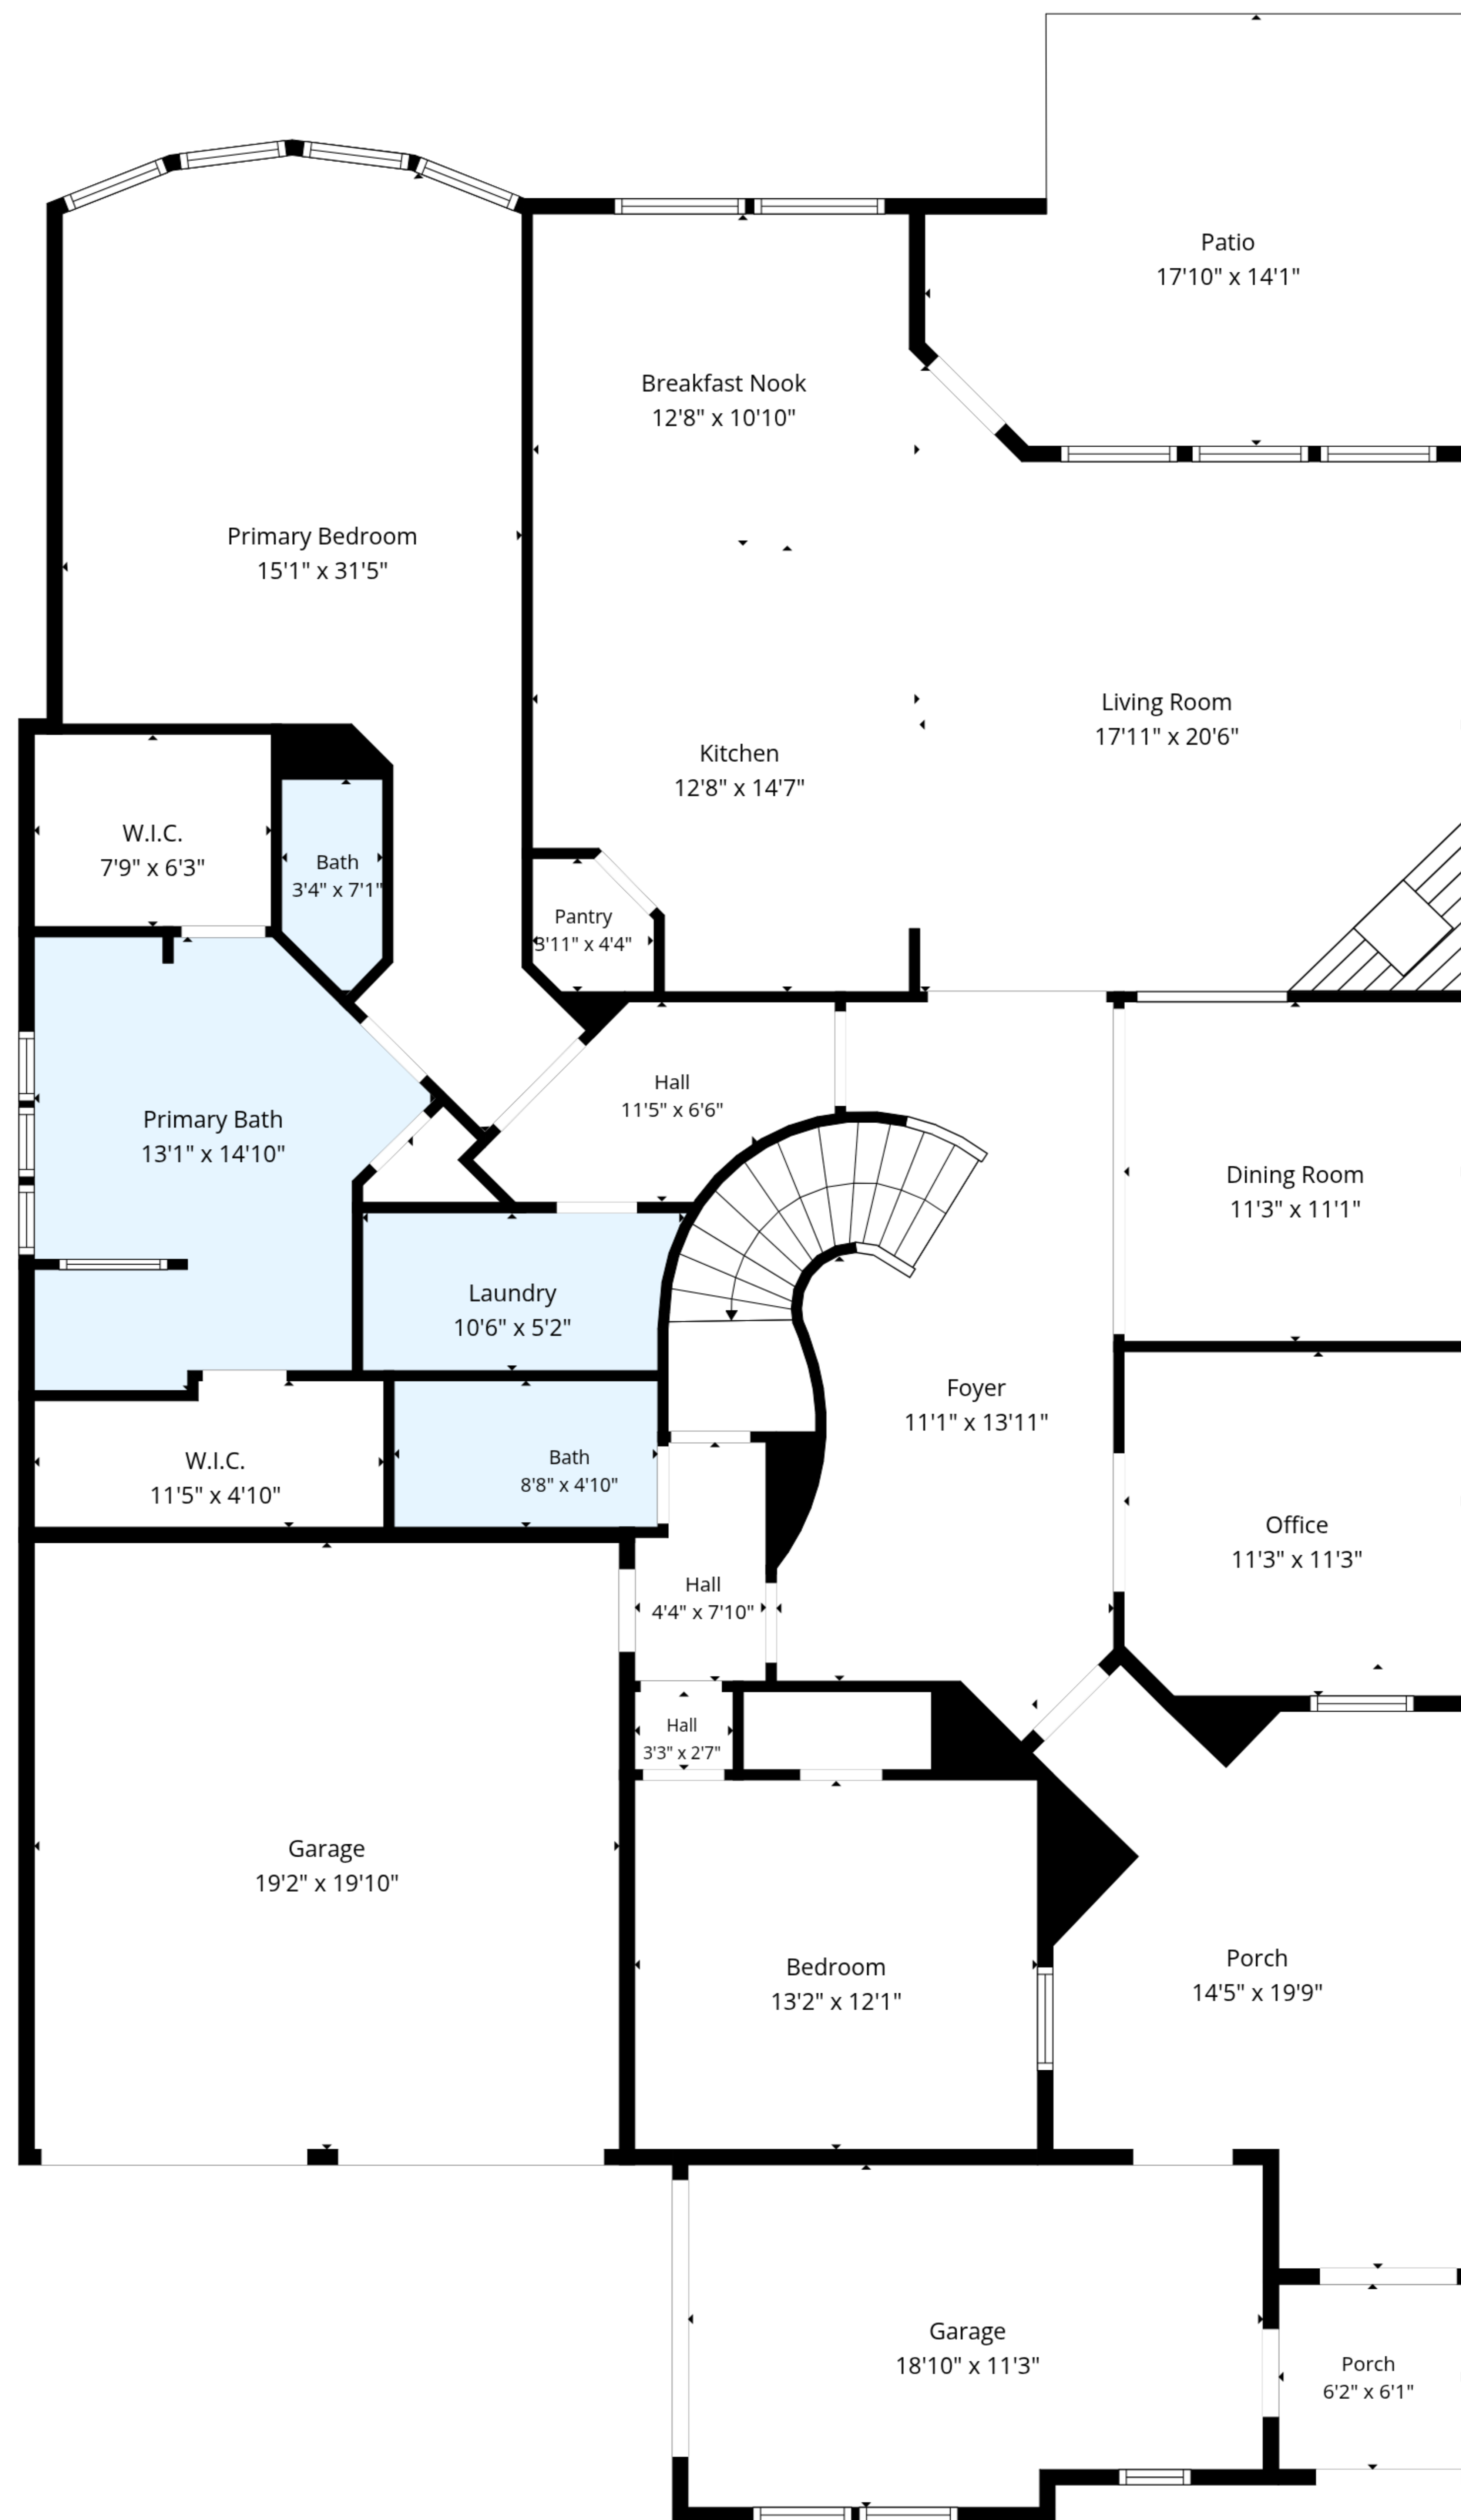 Patio
17'10" x 14'1"
Breakfast Nook
12'8" x 10'10"
Primary Bedroom
15'1" x 31'5"
Living Room
17'11" x 20'6"
Kitchen
12'8" x 14'7"
W.I.C.
7'9" x 6'3"
Bath
3'4" x 7'1"
Pantry
3'11" x 4'4"
Hall
11'5" x 6'6"
Primary Bath
13'1" x 14'10"
Dining Room
11'3" x 11'1"
Laundry
10'6" x 5'2"
Foyer
11'1" x 13'11"
W.I.C.
11'5" x 4'10"
Bath
8'8" x 4'10"
Office
11'3" x 11'3"
Hall
4'4" x 7'10"
Hall
3'3" x 2'7"
Garage
19'2" x 19'10"
Bedroom
13'2" x 12'1"
Porch
14'5" x 19'9"
Garage
18'10" x 11'3"
Porch
6'2" x 6'1"